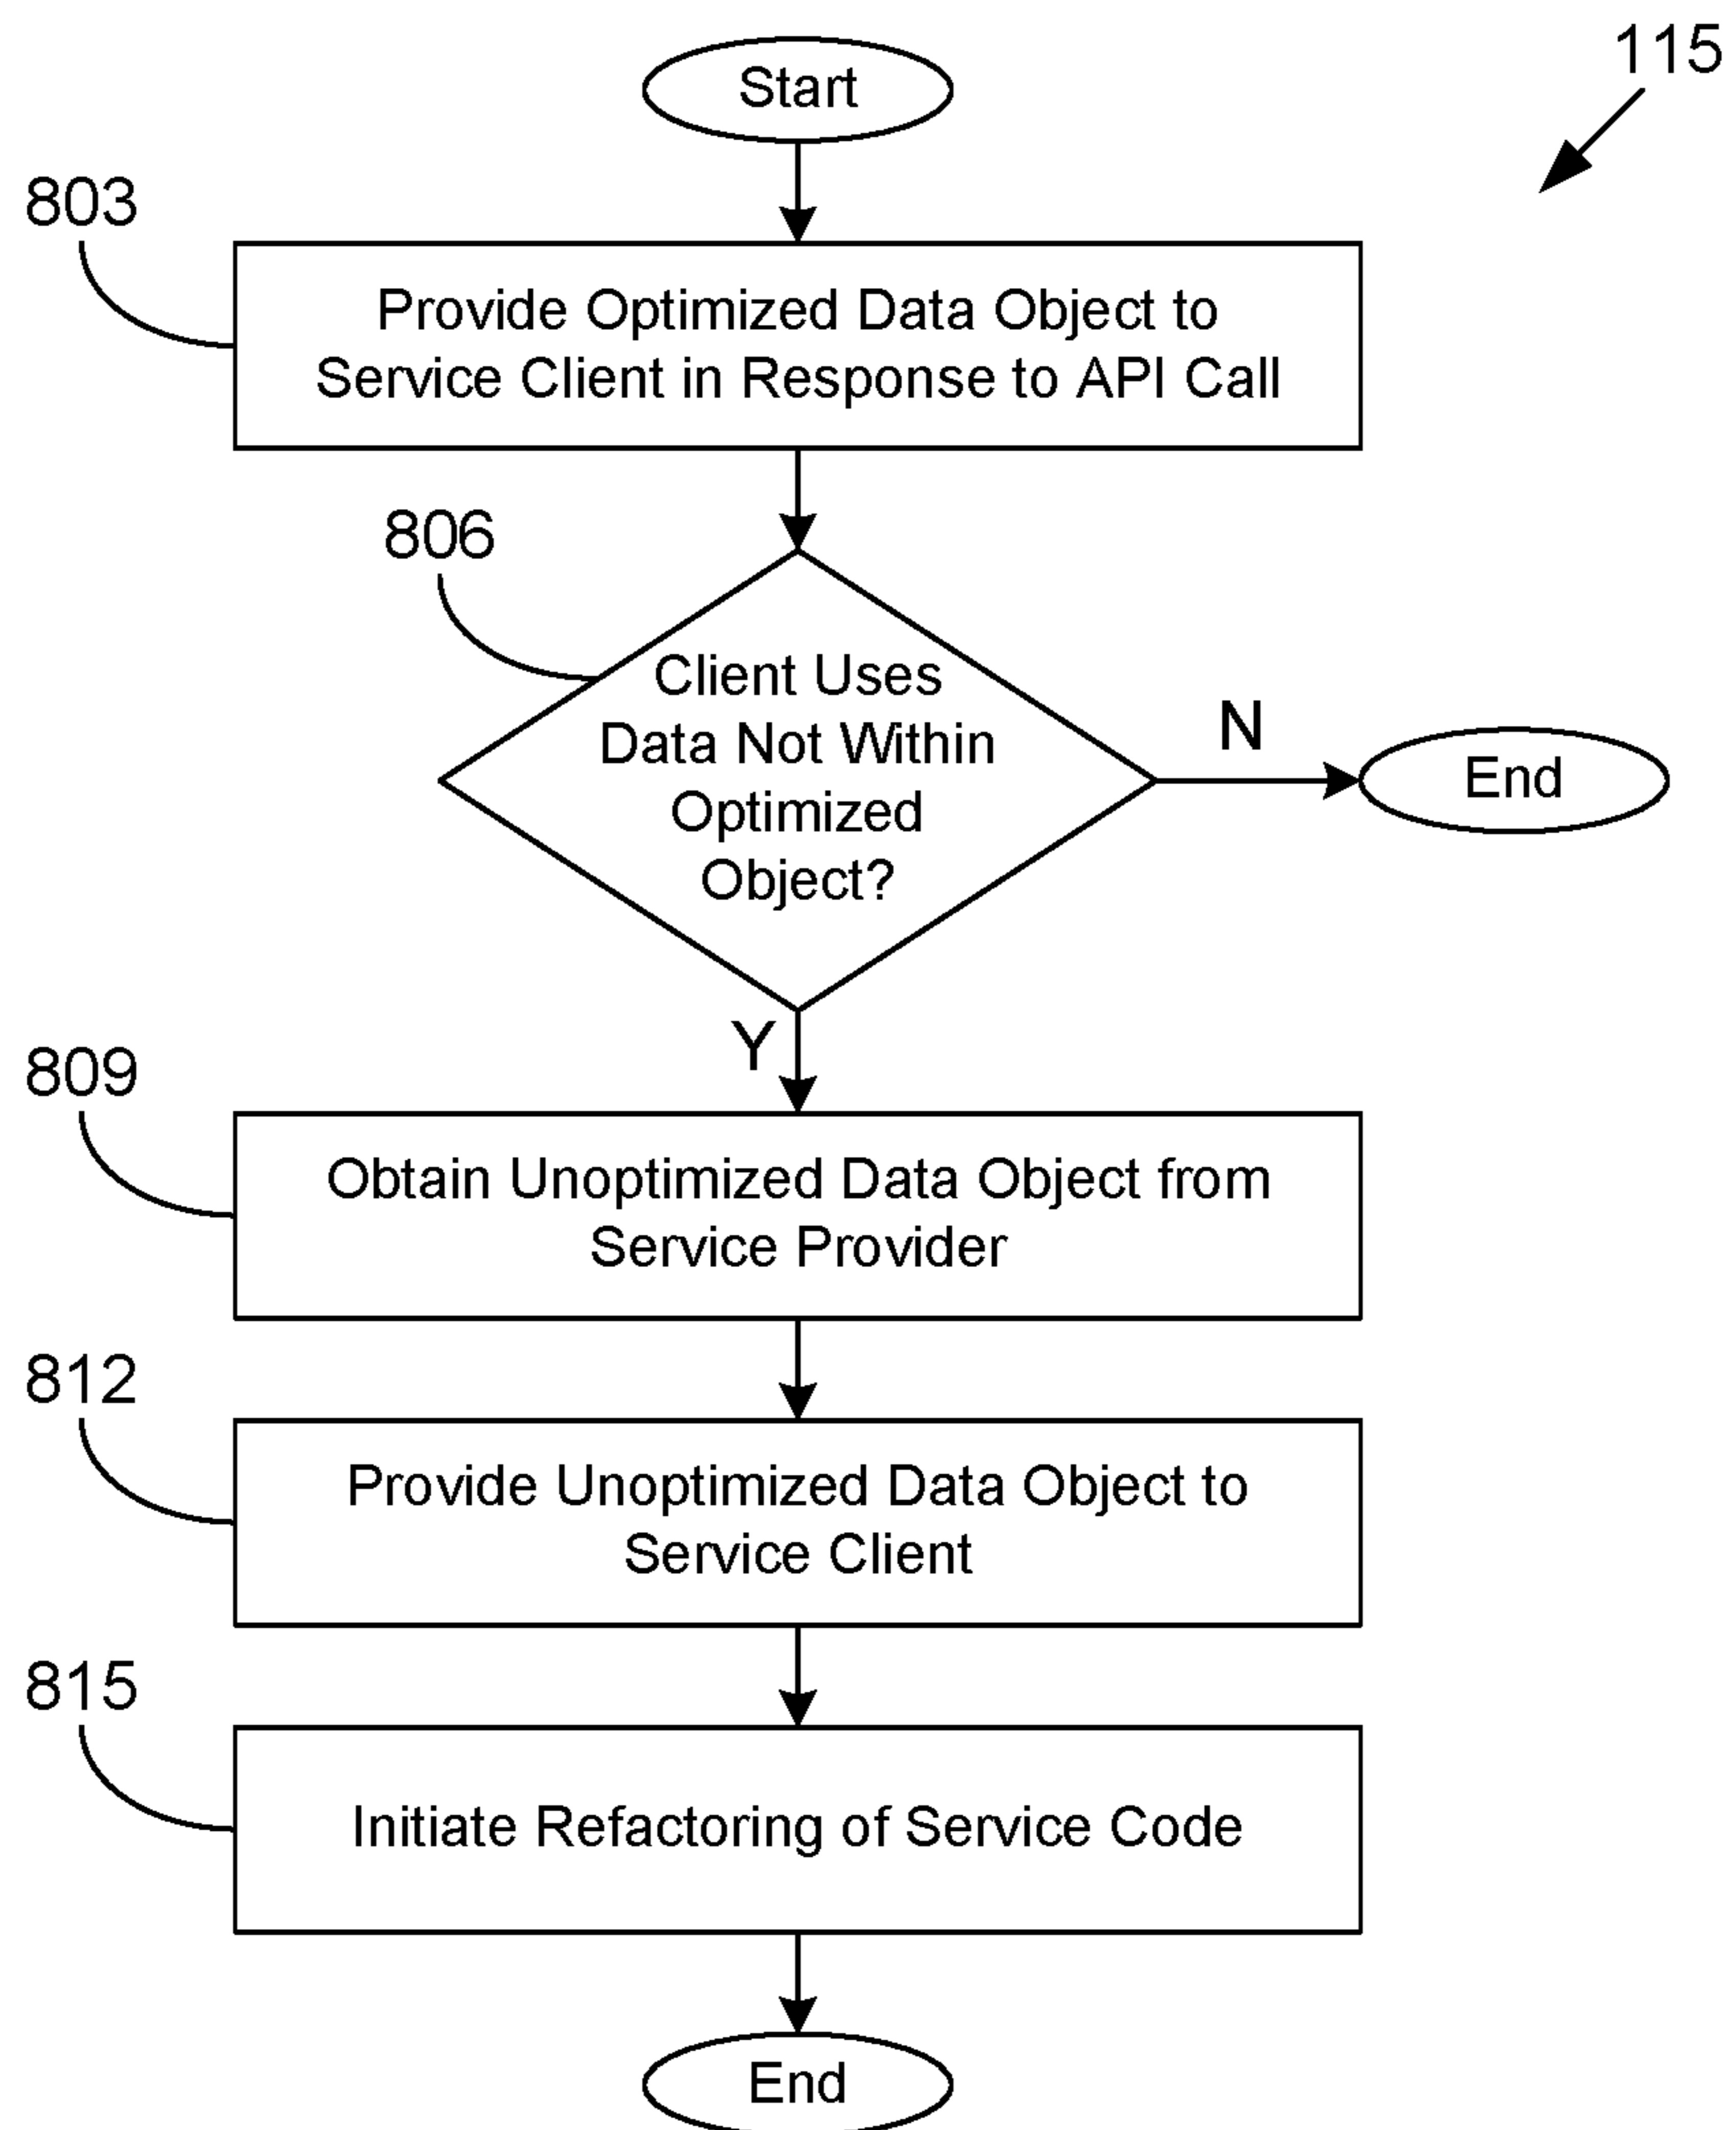 115
Start
803
Provide Optimized Data Object to
Service Client in Response to API Call
806
Client Uses
Data Not Within
Optimized
Object?
N
End
Y
809
Obtain Unoptimized Data Object from
Service Provider
812
Provide Unoptimized Data Object to
Service Client
815
Initiate Refactoring of Service Code
End